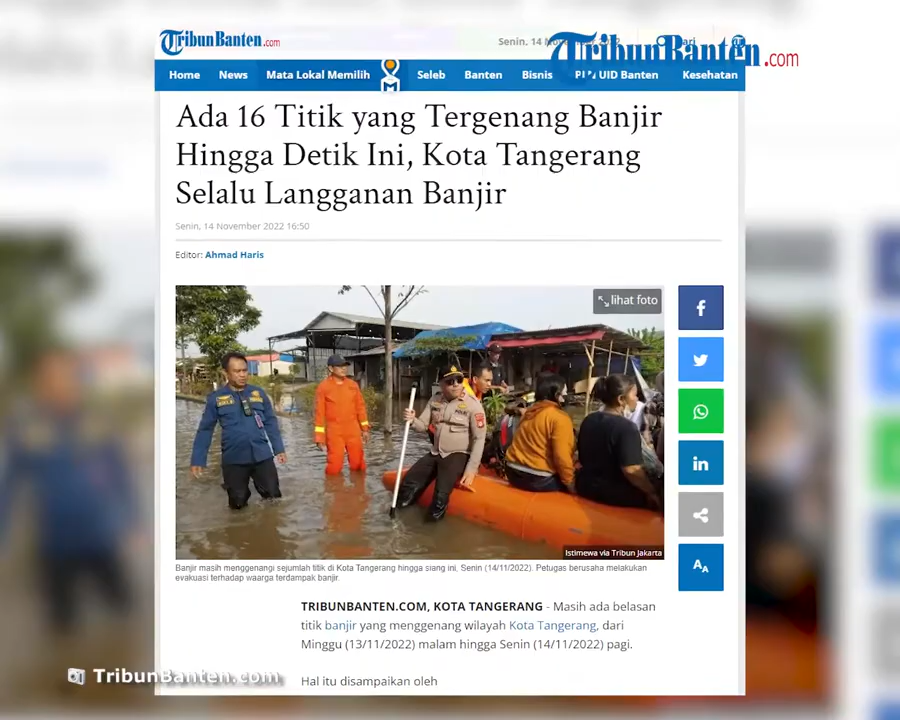 TribunBanten.com
Senin, 14
TribunBanten.com
Home News Mata Lokal Memilih Seleb Banten Bisnis PLN UID Banten Kesehatan
Ada 16 Titik yang Tergenang Banjir
Hingga Detik Ini, Kota Tangerang
Selalu Langganan Banjir
Senin, 14 November 2022 16:50
Editor: Ahmad Haris
lihat foto
Istimewa via Tribun Jakarta
Banjir masih menggenangi sejumlah titik di Kota Tangerang hingga siang ini, Senin (14/11/2022). Petugas berusaha melakukan
evakuasi terhadap waarga terdampak banjir.
TRIBUNBANTEN.COM, KOTA TANGERANG - Masih ada belasan
titik banjir yang menggenang wilayah Kota Tangerang, dari
Minggu (13/11/2022) malam hingga Senin (14/11/2022) pagi.
Hal itu disampaikan oleh
TribunBanten.com